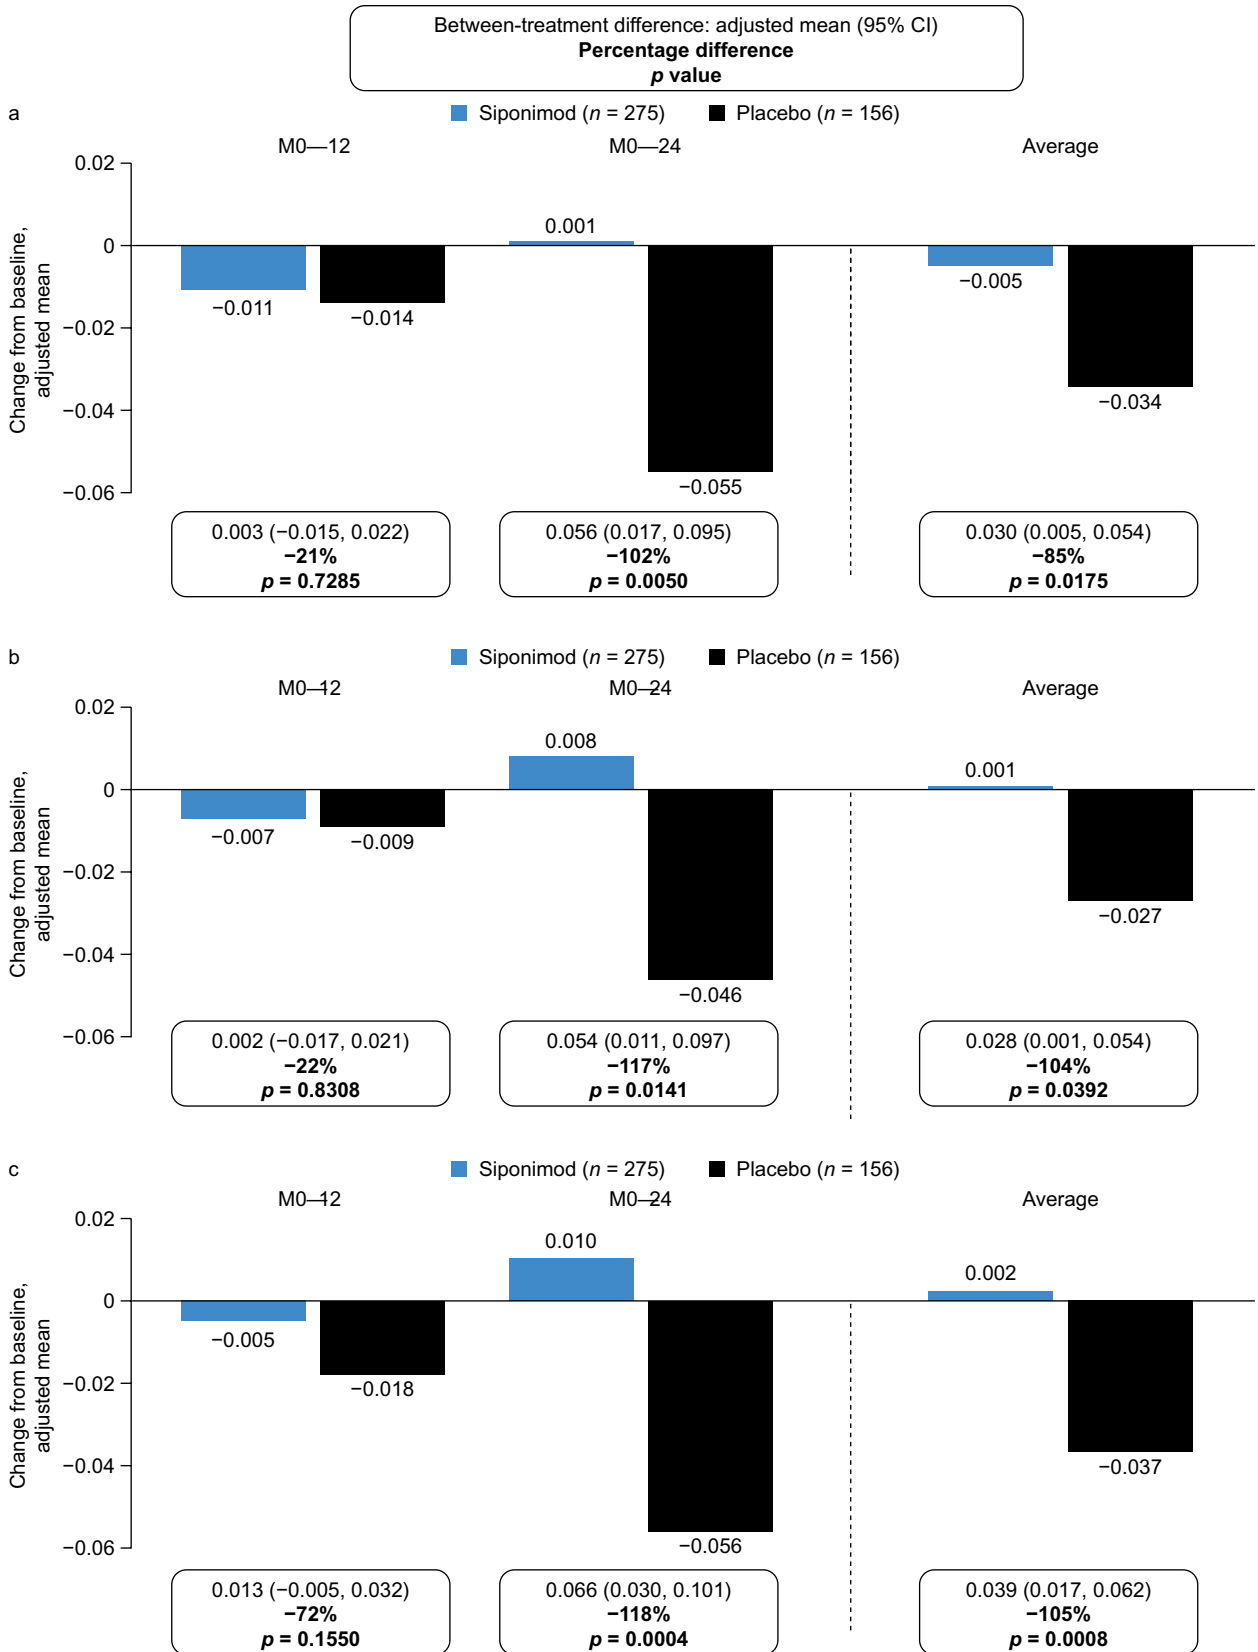 Between-treatment difference: adjusted mean (95% CI)
Percentage difference
p value
a
Siponimod (n = 275) Placebo (n = 156)
M0—12 M0—24 Average
0.02
0
−0.02
−0.04
−0.06
Change from baseline,
adjusted mean
−0.011
−0.014
0.001
−0.055
−0.005
−0.034
0.003 (−0.015, 0.022)
−21%
p = 0.7285
0.056 (0.017, 0.095)
−102%
p = 0.0050
0.030 (0.005, 0.054)
−85%
p = 0.0175
b
Siponimod (n = 275) Placebo (n = 156)
M0—12 M0—24 Average
0.02
0
−0.02
−0.04
−0.06
Change from baseline,
adjusted mean
−0.007
−0.009
0.008
−0.046
0.001
−0.027
0.002 (−0.017, 0.021)
−22%
p = 0.8308
0.054 (0.011, 0.097)
−117%
p = 0.0141
0.028 (0.001, 0.054)
−104%
p = 0.0392
c
Siponimod (n = 275) Placebo (n = 156)
M0—12 M0—24 Average
0.02
0
−0.02
−0.04
−0.06
Change from baseline,
adjusted mean
−0.005
−0.018
0.010
−0.056
0.002
−0.037
0.013 (−0.005, 0.032)
−72%
p = 0.1550
0.066 (0.030, 0.101)
−118%
p = 0.0004
0.039 (0.017, 0.062)
−105%
p = 0.0008